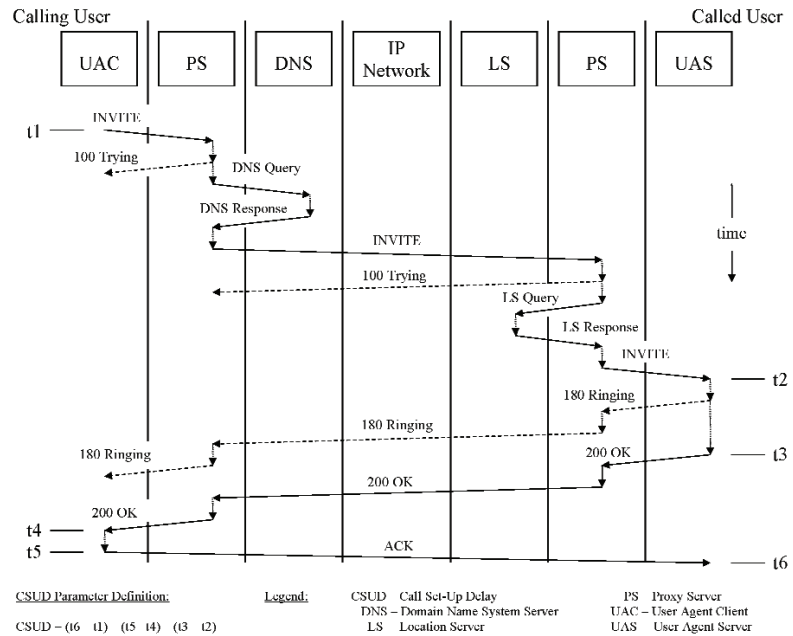 Calling User
Called User
UAC
PS
DNS
IP
Network
LS
PS
UAS
t1
INVITE
100 Trying
DNS Query
DNS Response
INVITE
time
100 Trying
LS Query
LS Response
INVITE
t2
180 Ringing
180 Ringing
180 Ringing
200 OK
t3
200 OK
200 OK
t4
t5
ACK
t6
CSUD Parameter Definition:
Legend:
CSUD Call Set-Up Delay
PS Proxy Server
DNS – Domain Name System Server
UAC – User Agent Client
CSUD – (t6 t1) (t5 t4) (t3 t2)
LS Location Server
UAS User Agent Server